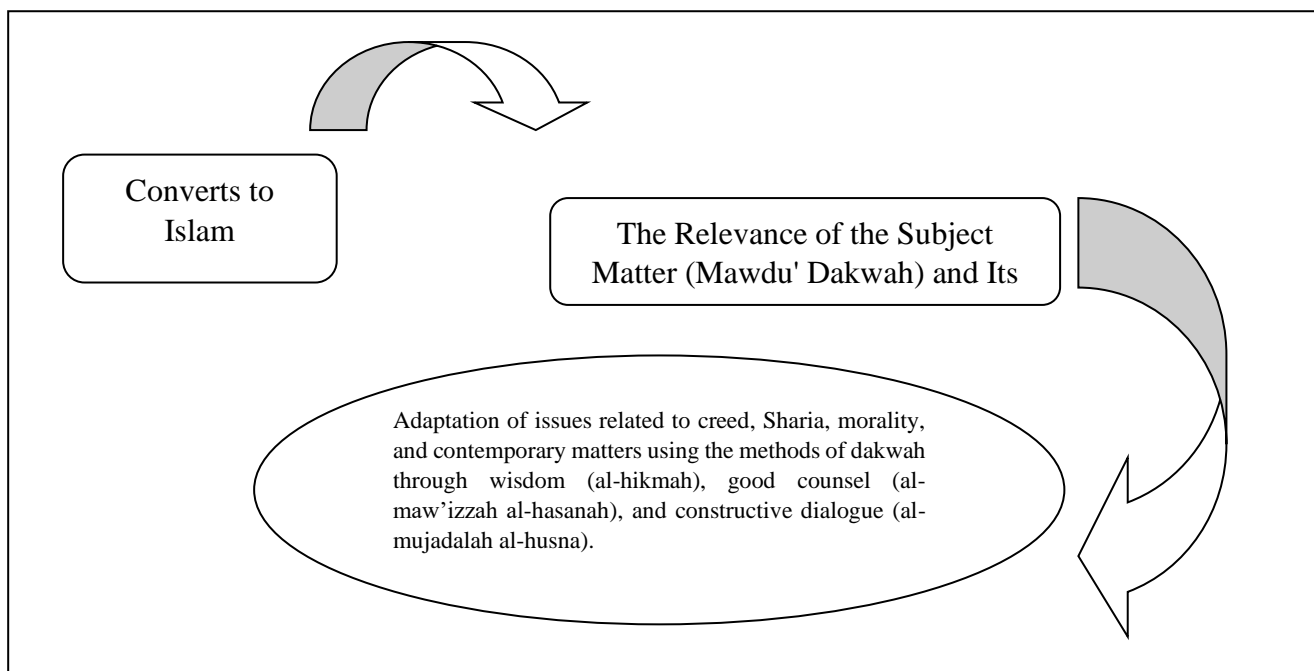 Converts to
Islam
The Relevance of the Subject
Matter (Mawdu' Dakwah) and Its
Adaptation of issues related to creed, Sharia, morality,
and contemporary matters using the methods of dakwah
through wisdom (al-hikmah), good counsel (al-
maw’izzah al-hasanah), and constructive dialogue (al-
mujadalah al-husna).